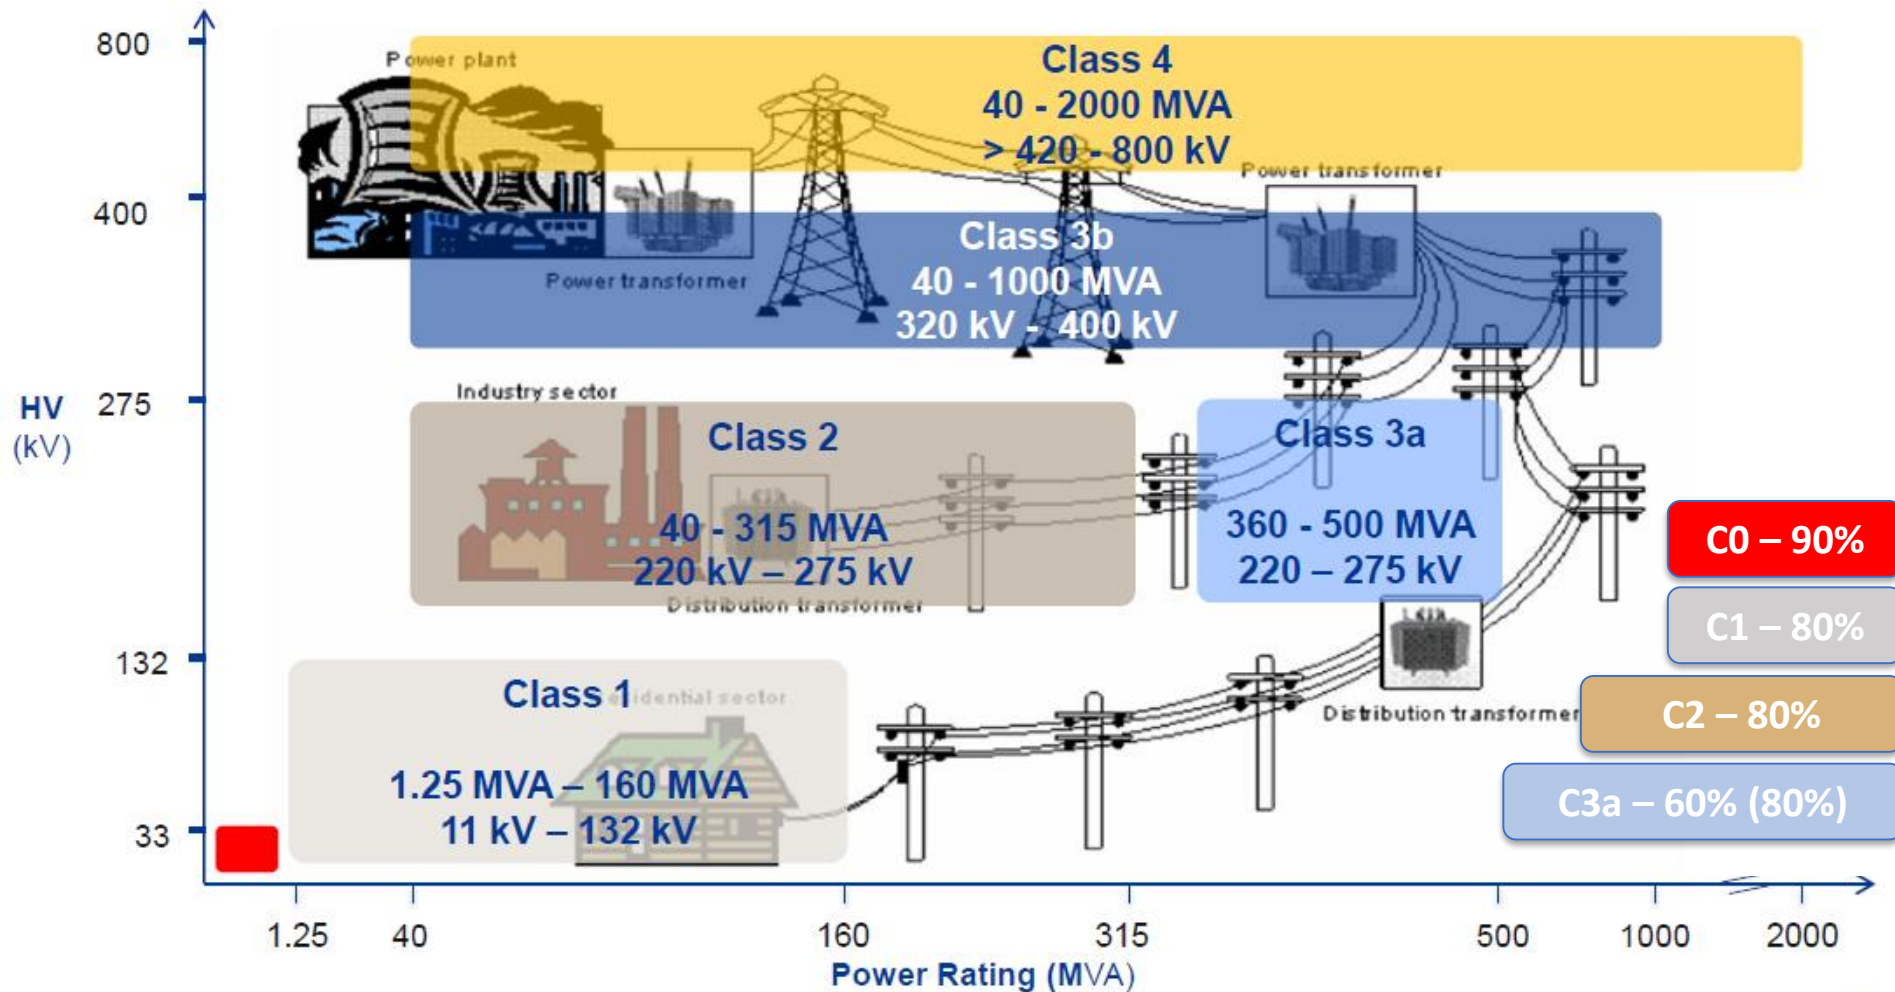 800
Power plant
Class 4
40 - 2000 MVA
> 420 - 800 kV
Power transformer
400
Class 3b
40 - 1000 MVA
320 kV - 400 kV
Power transformer
HV
(kV)
275
Industry sector
Class 2
40 - 315 MVA
220 kV – 275 kV
Distribution transformer
Class 3a
360 - 500 MVA
220 – 275 kV
C0 – 90%
C1 – 80%
C2 – 80%
C3a – 60% (80%)
132
Class 1
sector
1.25 MVA – 160 MVA
11 kV – 132 kV
Distribution transformer
33
1.25
40
160
315
500
1000
2000
Power Rating (MVA)